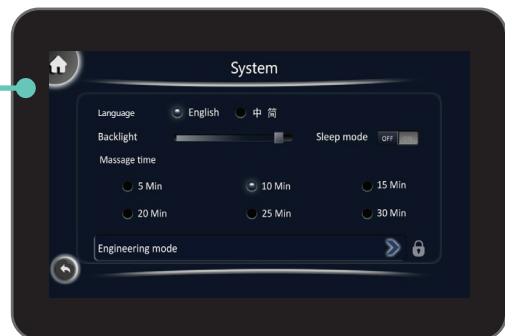 System
Language English 中 简
Backlight Sleep mode OFF
Massage time
5 Min 10 Min 15 Min
20 Min 25 Min 30 Min
Engineering mode